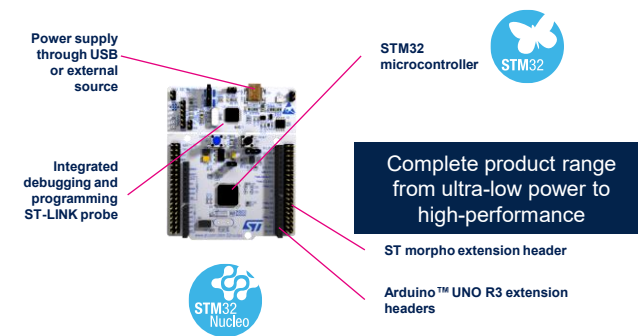 Power supply
through USB
or external
source
STM32
microcontroller
STM32
Integrated
debugging and
programming
ST-LINK probe
Complete product range
from ultra-low power to
high-performance
ST morpho extension header
Arduino™ UNO R3 extension
headers
STM32
Nucleo
ST